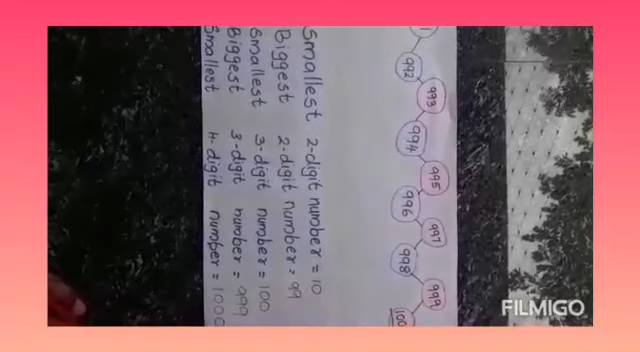 992
993
994
995
996
997
998
999
Smallest 2-digit number = 10
Biggest 2-digit number = 99
Smallest 3-digit number = 100
Biggest 3-digit number = 999
Smallest 4-digit number = 1000
FILMIGO